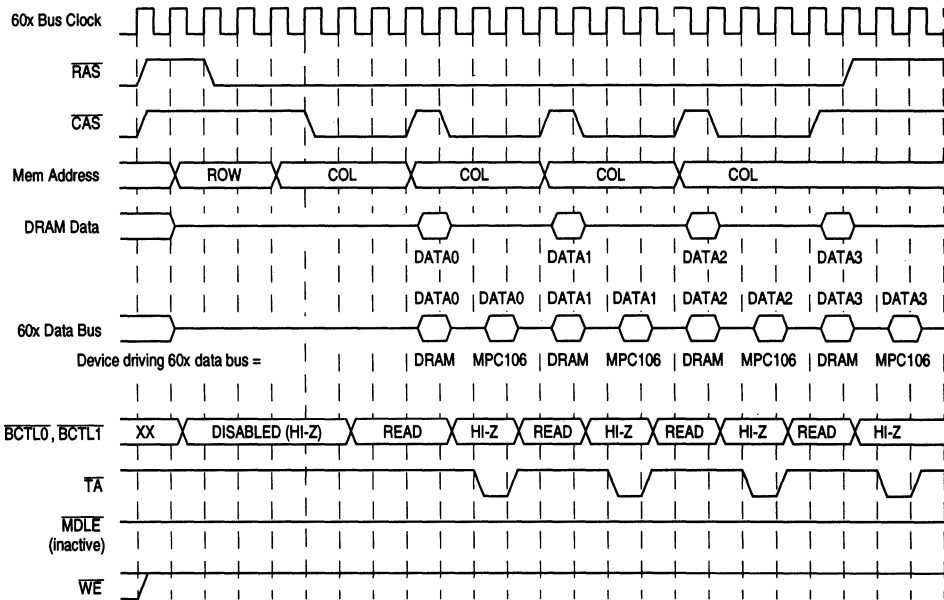 60x Bus Clock
RAS
CAS
Mem Address ROW COL COL COL COL
DRAM Data
DATA0 DATA1 DATA2 DATA3
DATA0 DATA0 DATA1 DATA1 DATA2 DATA2 DATA3 DATA3
60x Data Bus
Device driving 60x data bus = DRAM MPC106 DRAM MPC106 DRAM MPC106 DRAM MPC106
BCTL0, BCTL1 XX DISABLED (HI-Z) READ HI-Z READ HI-Z READ HI-Z READ HI-Z
TA
MDLE
(inactive)
WE